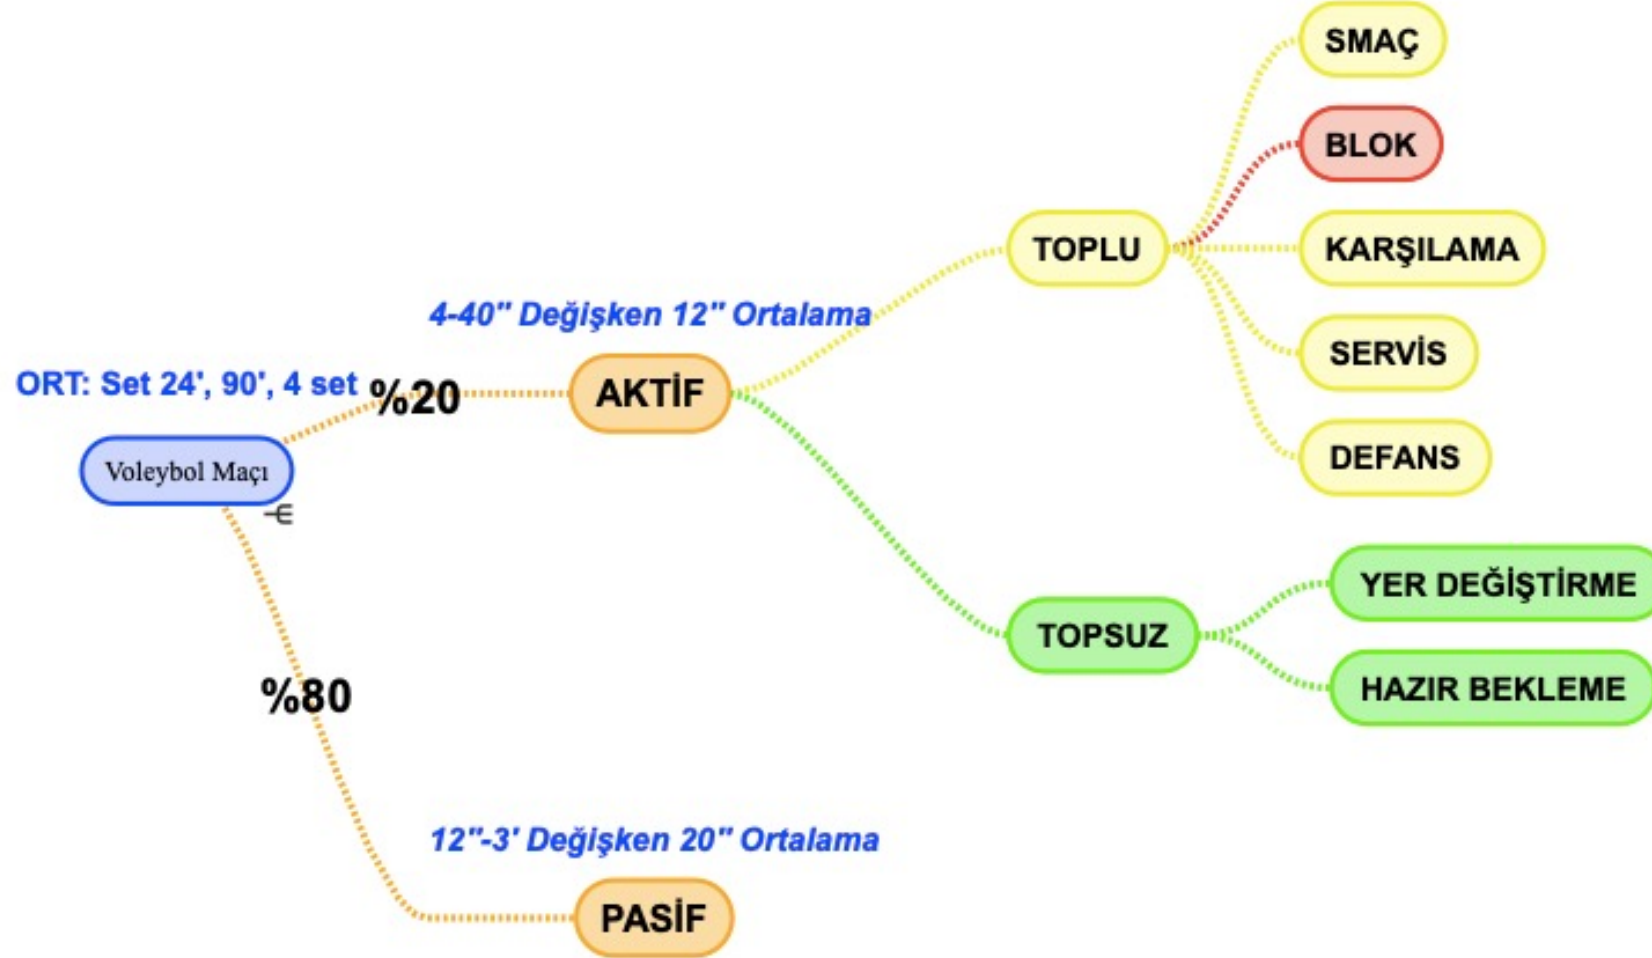 SMAÇ
BLOK
TOPLU
KARŞILAMA
4-40" Değişken 12" Ortalama
SERVİS
ORT: Set 24', 90', 4 set
%20
AKTİF
DEFANS
Voleybol Maçı
YER DEĞİŞTİRME
TOPSUZ
HAZIR BEKLEME
%80
12"-3' Değişken 20" Ortalama
PASİF